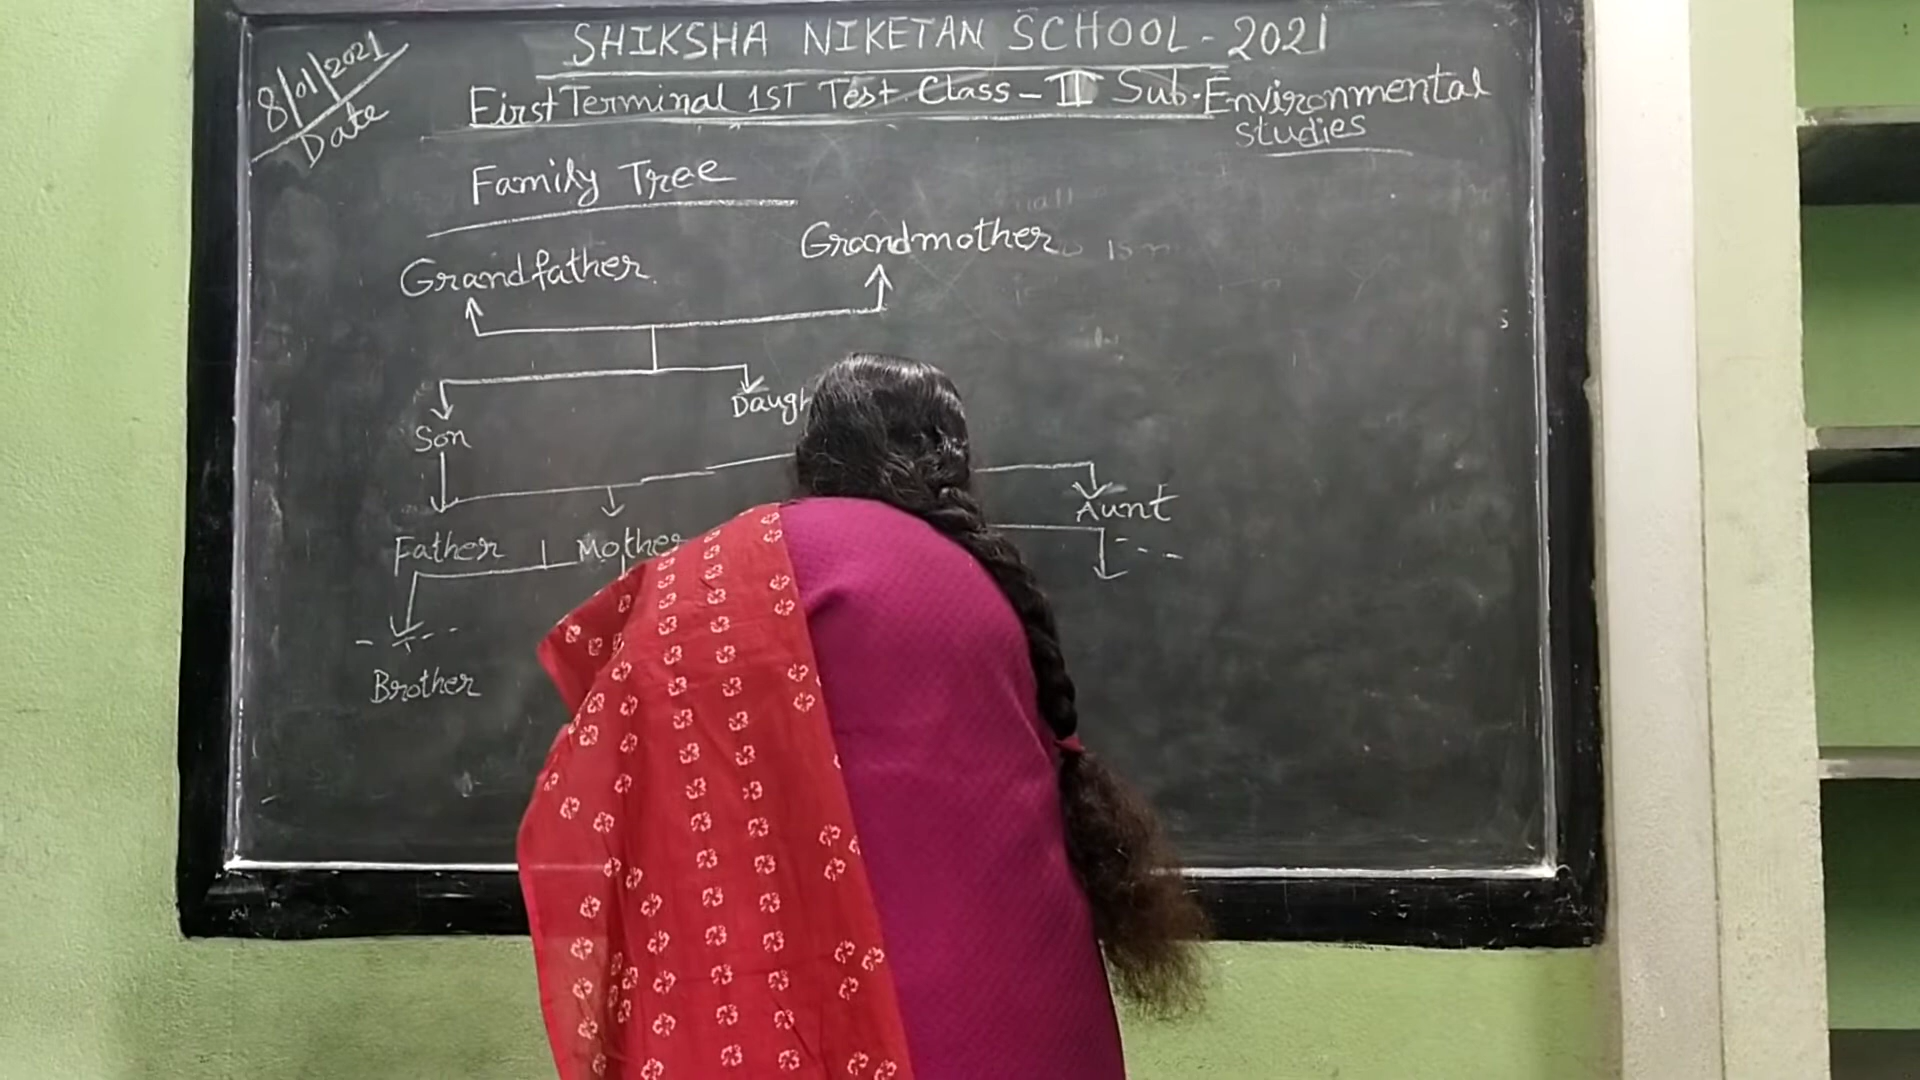 SHIKSHA NIKETAN SCHOOL - 2021
8/01/2021
Date
First Terminal 1ST Test Class - II Sub. Environmental
Studies
Family Tree
Grandfather Grandmother
Son Daugh
Father Mother Aunt
Brother